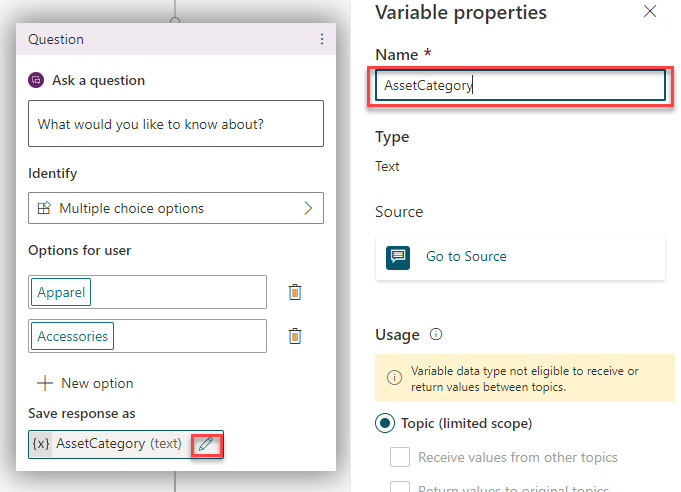 Question
Ask a question
What would you like to know about?
Identify
Multiple choice options
Options for user
Apparel
Accessories
New option
Save response as
{x} AssetCategory (text)
Variable properties
Name *
AssetCategory
Type
Text
Source
Go to Source
Usage
Variable data type not eligible to receive or
return values between topics.
Topic (limited scope)
Receive values from other topics
Return values to original topics